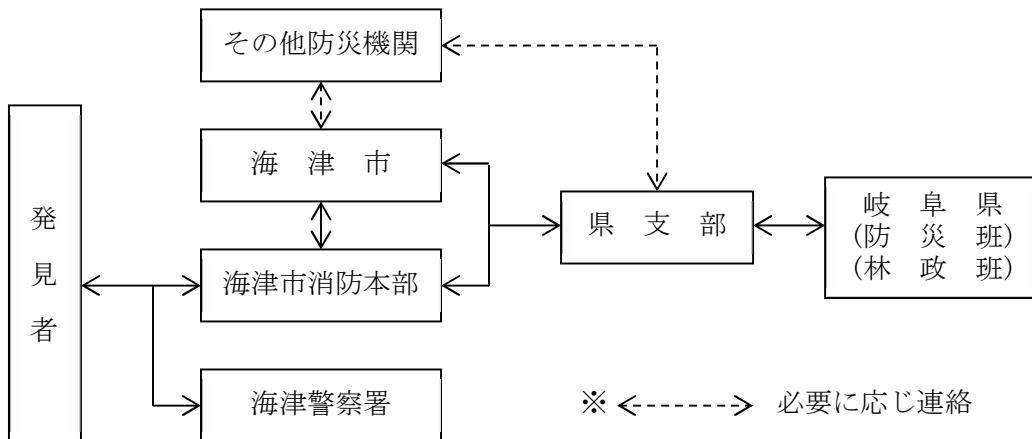 その他防災機関
海 津 市
海津市消防本部
海津警察署
発
見
者
県 支 部
岐 阜 県
(防 災 班)
(林 政 班)
※ 必要に応じ連絡